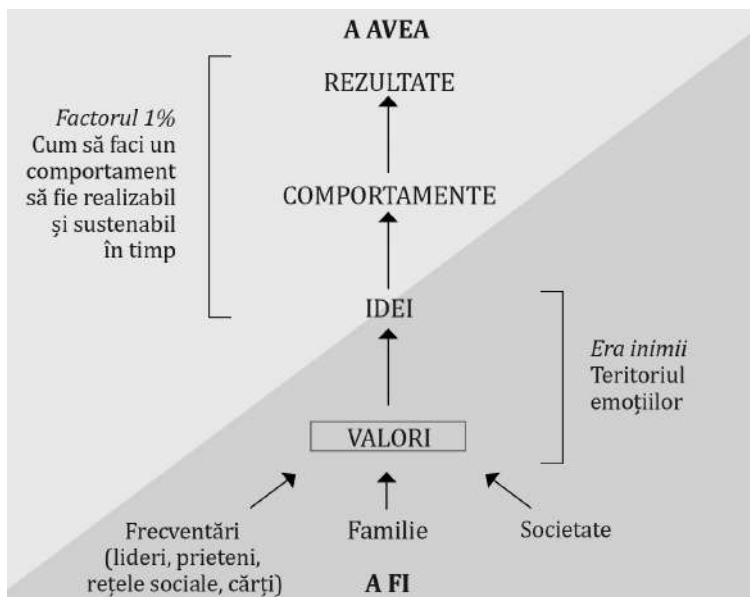 A AVEA
REZULTATE
Factorul 1%
Cum să faci un
comportament
să fie realizabil
și sustenabil
în timp
COMPORTAMENTE
IDEI
Era inimii
Teritoriul
emoțiilor
VALORI
Frecventări
(lideri, prieteni,
rețele sociale, cărți)
Familie
Societate
A FI